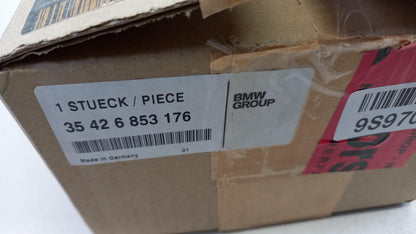 1 STUECK / PIECE
35 42 6 853 176
Made in Germany
01
BMW
GROUP
9S970